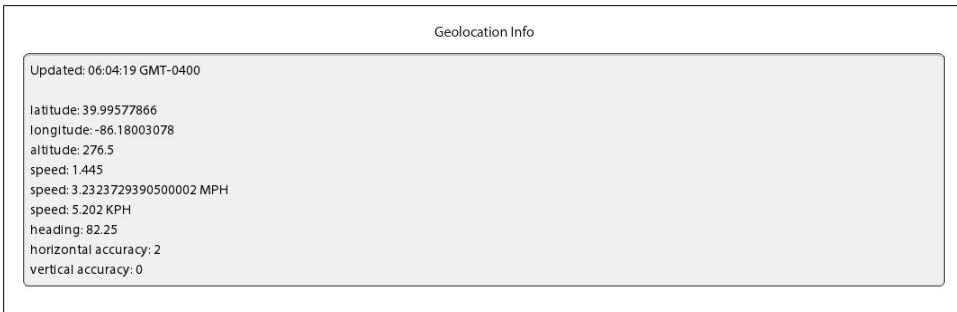 Geolocation Info
Updated: 06:04:19 GMT-0400
latitude: 39.99577866
longitude: -86.18003078
altitude: 276.5
speed: 1.445
speed: 3.2323729390500002 MPH
speed: 5.202 KPH
heading: 82.25
horizontal accuracy: 2
vertical accuracy: 0